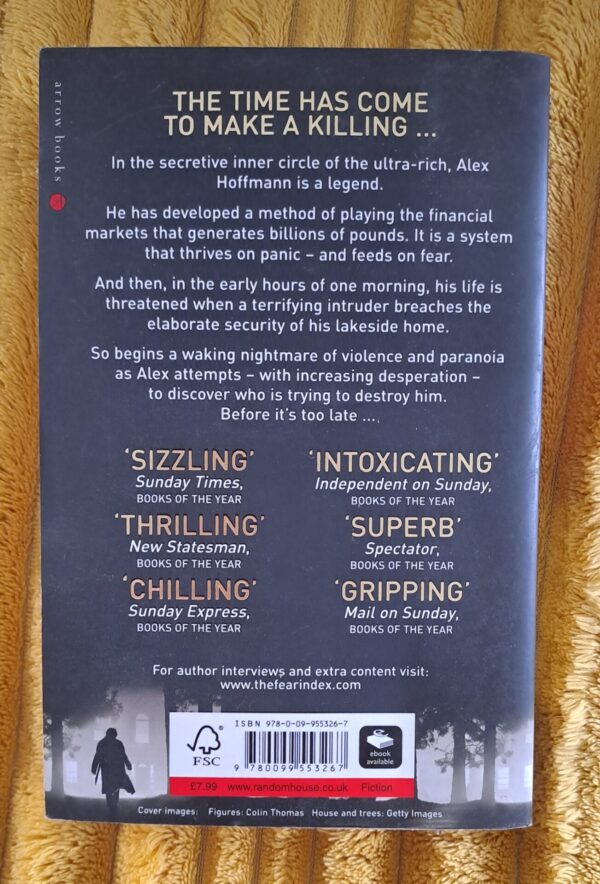 arrow books
THE TIME HAS COME
TO MAKE A KILLING ...
In the secretive inner circle of the ultra-rich, Alex
Hoffmann is a legend.
He has developed a method of playing the financial
markets that generates billions of pounds. It is a system
that thrives on panic – and feeds on fear.
And then, in the early hours of one morning, his life is
threatened when a terrifying intruder breaches the
elaborate security of his lakeside home.
So begins a waking nightmare of violence and paranoia
as Alex attempts – with increasing desperation –
to discover who is trying to destroy him.
Before it's too late ...
'SIZZLING'
Sunday Times,
BOOKS OF THE YEAR
'INTOXICATING'
Independent on Sunday,
BOOKS OF THE YEAR
'THRILLING'
New Statesman,
BOOKS OF THE YEAR
'SUPERB'
Spectator,
BOOKS OF THE YEAR
'CHILLING'
Sunday Express,
BOOKS OF THE YEAR
'GRIPPING'
Mail on Sunday,
BOOKS OF THE YEAR
For author interviews and extra content visit:
www.thefearindex.com
FSC
ISBN 978-0-09-955326-7
9 780099 553267
ebook
available
£7.99 www.randomhouse.co.uk Fiction
Cover images: Figures: Colin Thomas House and trees: Getty Images